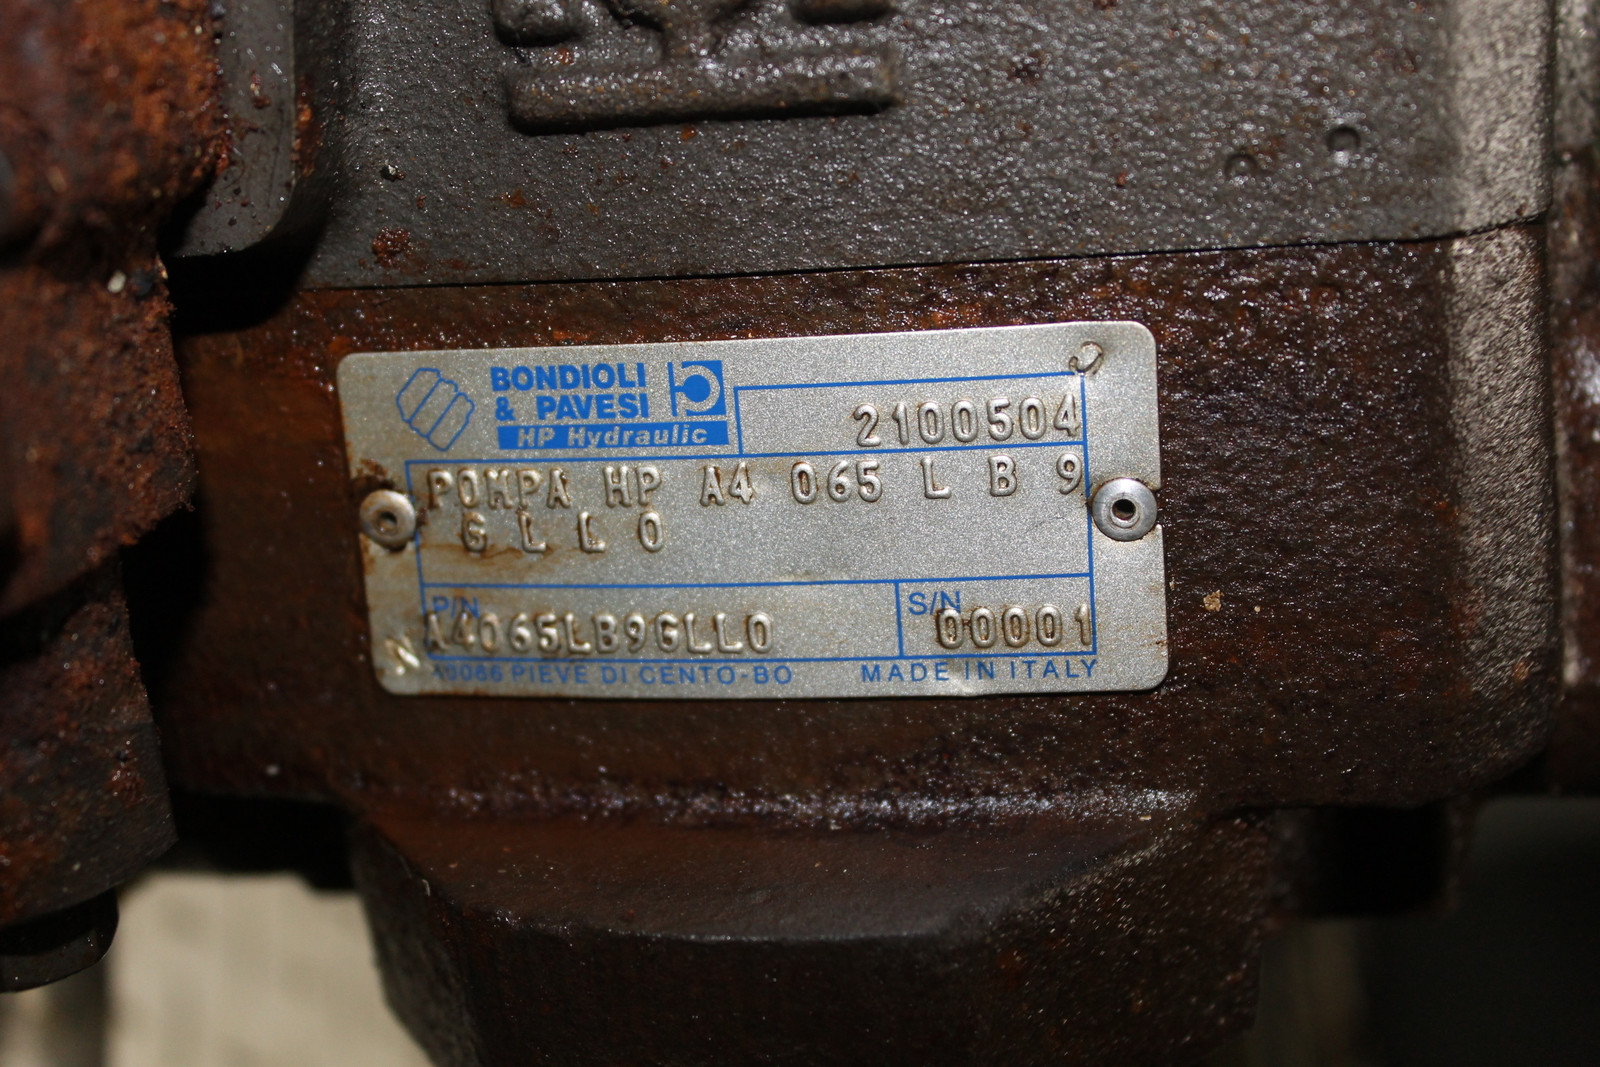 BONDIOLI
& PAVESI
HP Hydraulic
2100504
POMPA HP A4 065 L B 9
G L L 0
P/N
A4065LB9GLL0
S/N
00001
40066 PIEVE DI CENTO-BO
MADE IN ITALY